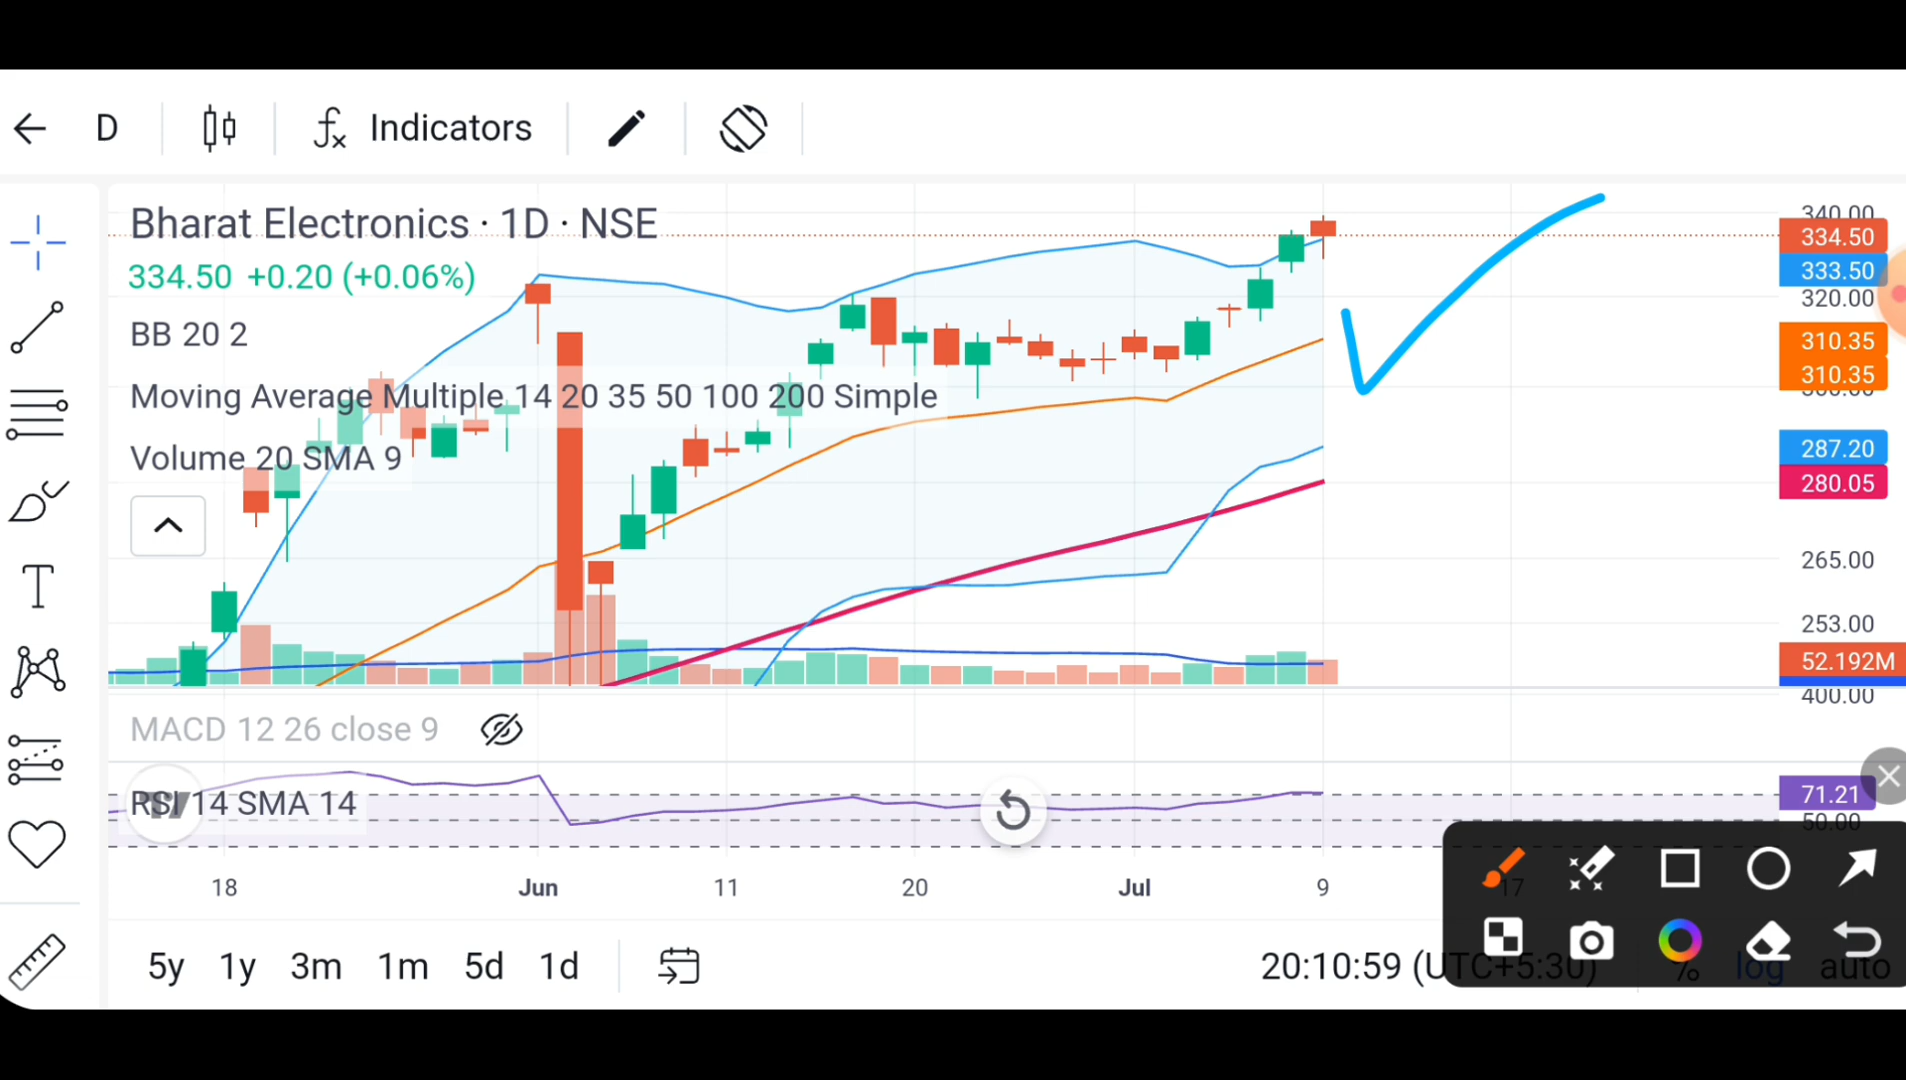 D
Indicators
Bharat Electronics · 1D · NSE
334.50 +0.20 (+0.06%)
BB 20 2
Moving Average Multiple 14 20 35 50 100 200 Simple
Volume 20 SMA 9
340.00
334.50
333.50
320.00
310.35
310.35
300.00
287.20
280.05
265.00
253.00
52.192M
400.00
MACD 12 26 close 9
RSI 14 SMA 14
71.21
50.00
18 Jun 11 20 Jul 9 17
5y 1y 3m 1m 5d 1d
20:10:59 (UTC+5:30) % log auto